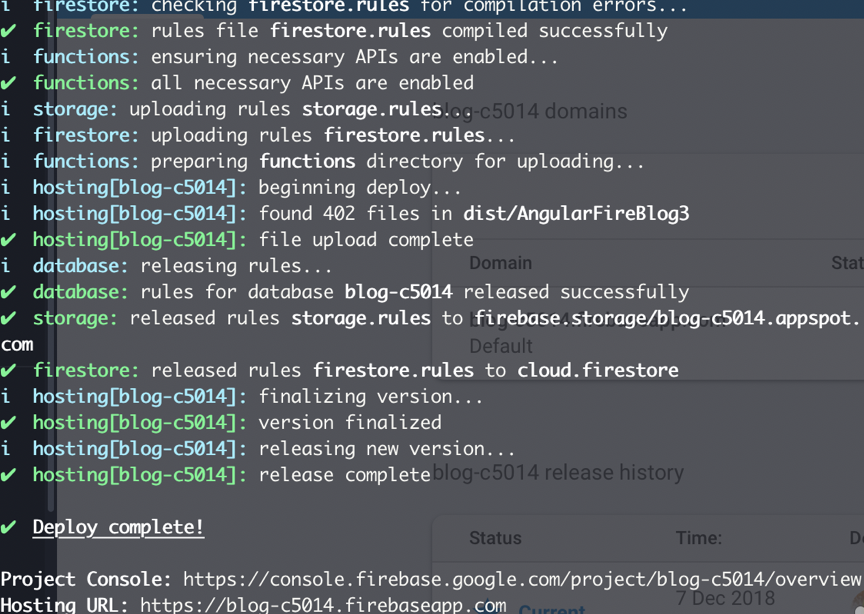 i firestore: checking firestore.rules for compilation errors...
✔ firestore: rules file firestore.rules compiled successfully
i functions: ensuring necessary APIs are enabled...
✔ functions: all necessary APIs are enabled
i storage: uploading rules storage.rules...
blog-c5014 domains
i firestore: uploading rules firestore.rules...
i functions: preparing functions directory for uploading...
i hosting[blog-c5014]: beginning deploy...
i hosting[blog-c5014]: found 402 files in dist/AngularFireBlog3
✔ hosting[blog-c5014]: file upload complete
i database: releasing rules...
Domain
Stat
✔ database: rules for database blog-c5014 released successfully
✔ storage: released rules storage.rules to firebase.storage/blog-c5014.appspot.
com
Default
✔ firestore: released rules firestore.rules to cloud.firestore
i hosting[blog-c5014]: finalizing version...
✔ hosting[blog-c5014]: version finalized
i hosting[blog-c5014]: releasing new version...
✔ hosting[blog-c5014]: release complete
blog-c5014 release history
✔ Deploy complete!
Status
Time:
Project Console: https://console.firebase.google.com/project/blog-c5014/overview
7 Dec 2018
Hosting URL: https://blog-c5014.firebaseapp.com
Current